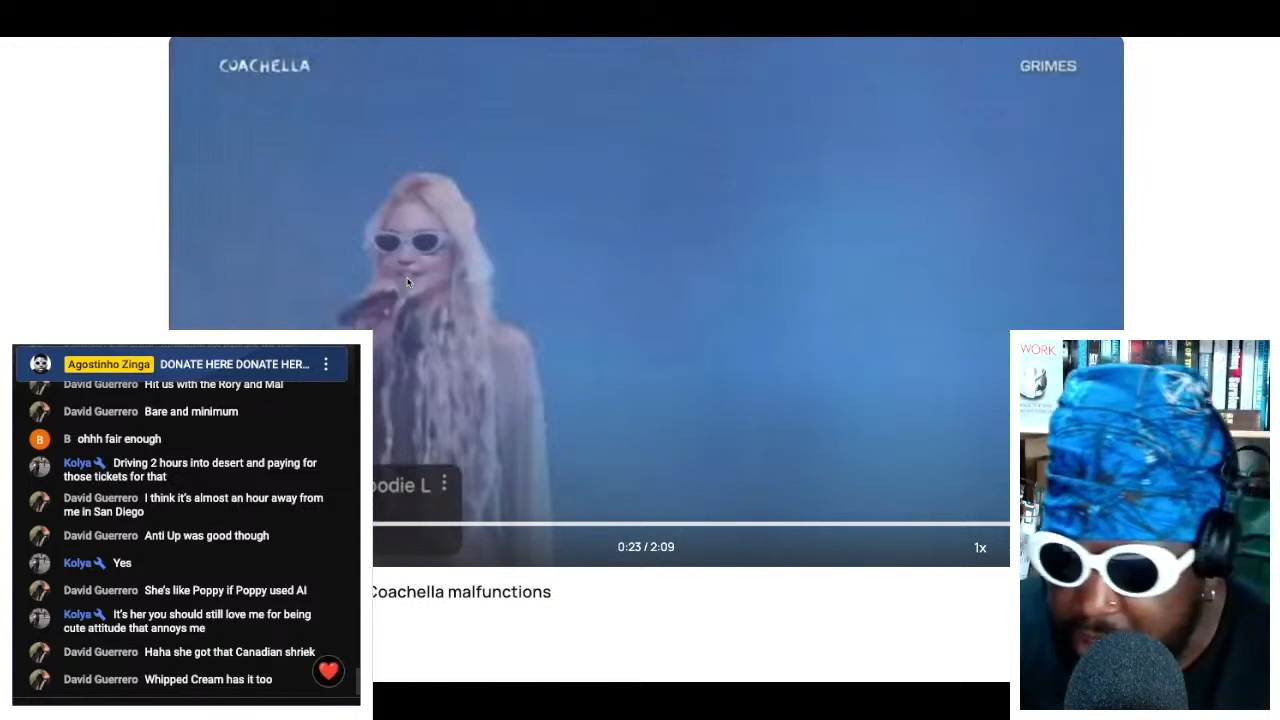 COACHELLA
GRIMES
oodie L
0:23 / 2:09
1x
Coachella malfunctions
Agostinho Zinga DONATE HERE DONATE HER...
David Guerrero Hit us with the Rory and Mal
David Guerrero Bare and minimum
B B ohhh fair enough
Kolya Driving 2 hours into desert and paying for
those tickets for that
David Guerrero I think it's almost an hour away from
me in San Diego
David Guerrero Anti Up was good though
Kolya Yes
David Guerrero She's like Poppy if Poppy used AI
Kolya It's her you should still love me for being
cute attitude that annoys me
David Guerrero Haha she got that Canadian shriek
David Guerrero Whipped Cream has it too
WORK